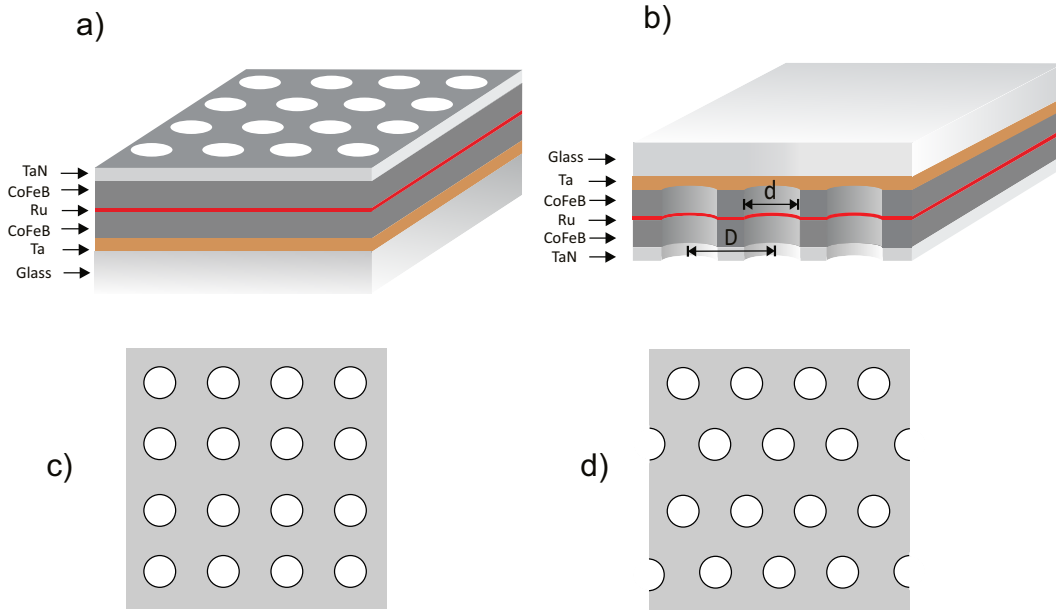 a)
TaN
CoFeB
Ru
CoFeB
Ta
Glass
b)
Glass
Ta
CoFeB
Ru
CoFeB
TaN
d
D
c)
d)